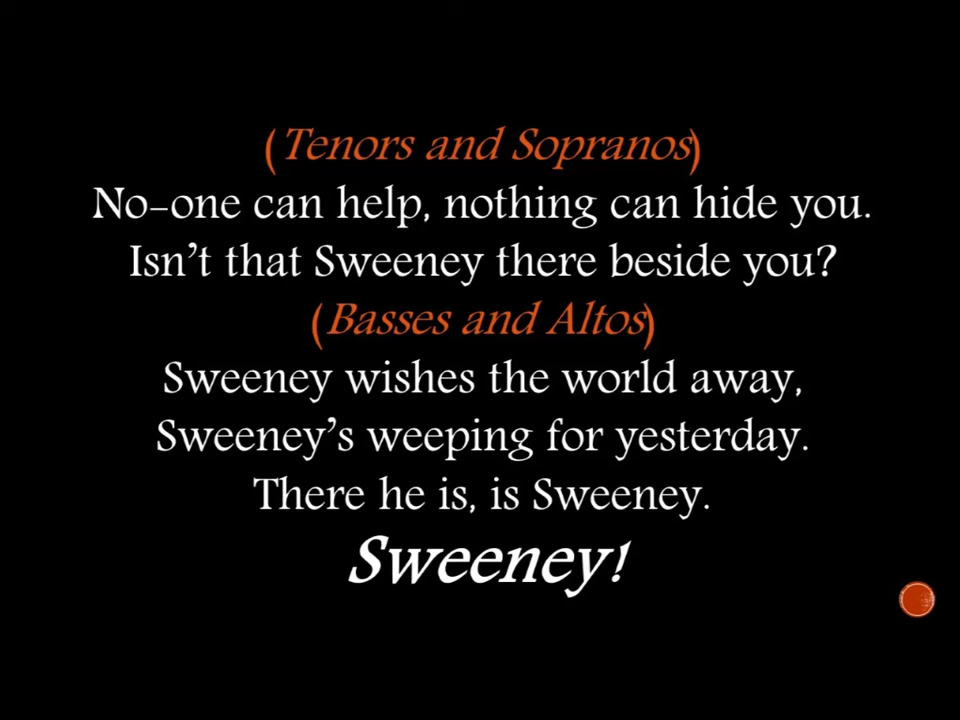 (Tenors and Sopranos)
No-one can help, nothing can hide you.
Isn’t that Sweeney there beside you?
(Basses and Altos)
Sweeney wishes the world away,
Sweeney’s weeping for yesterday.
There he is, is Sweeney.
Sweeney!